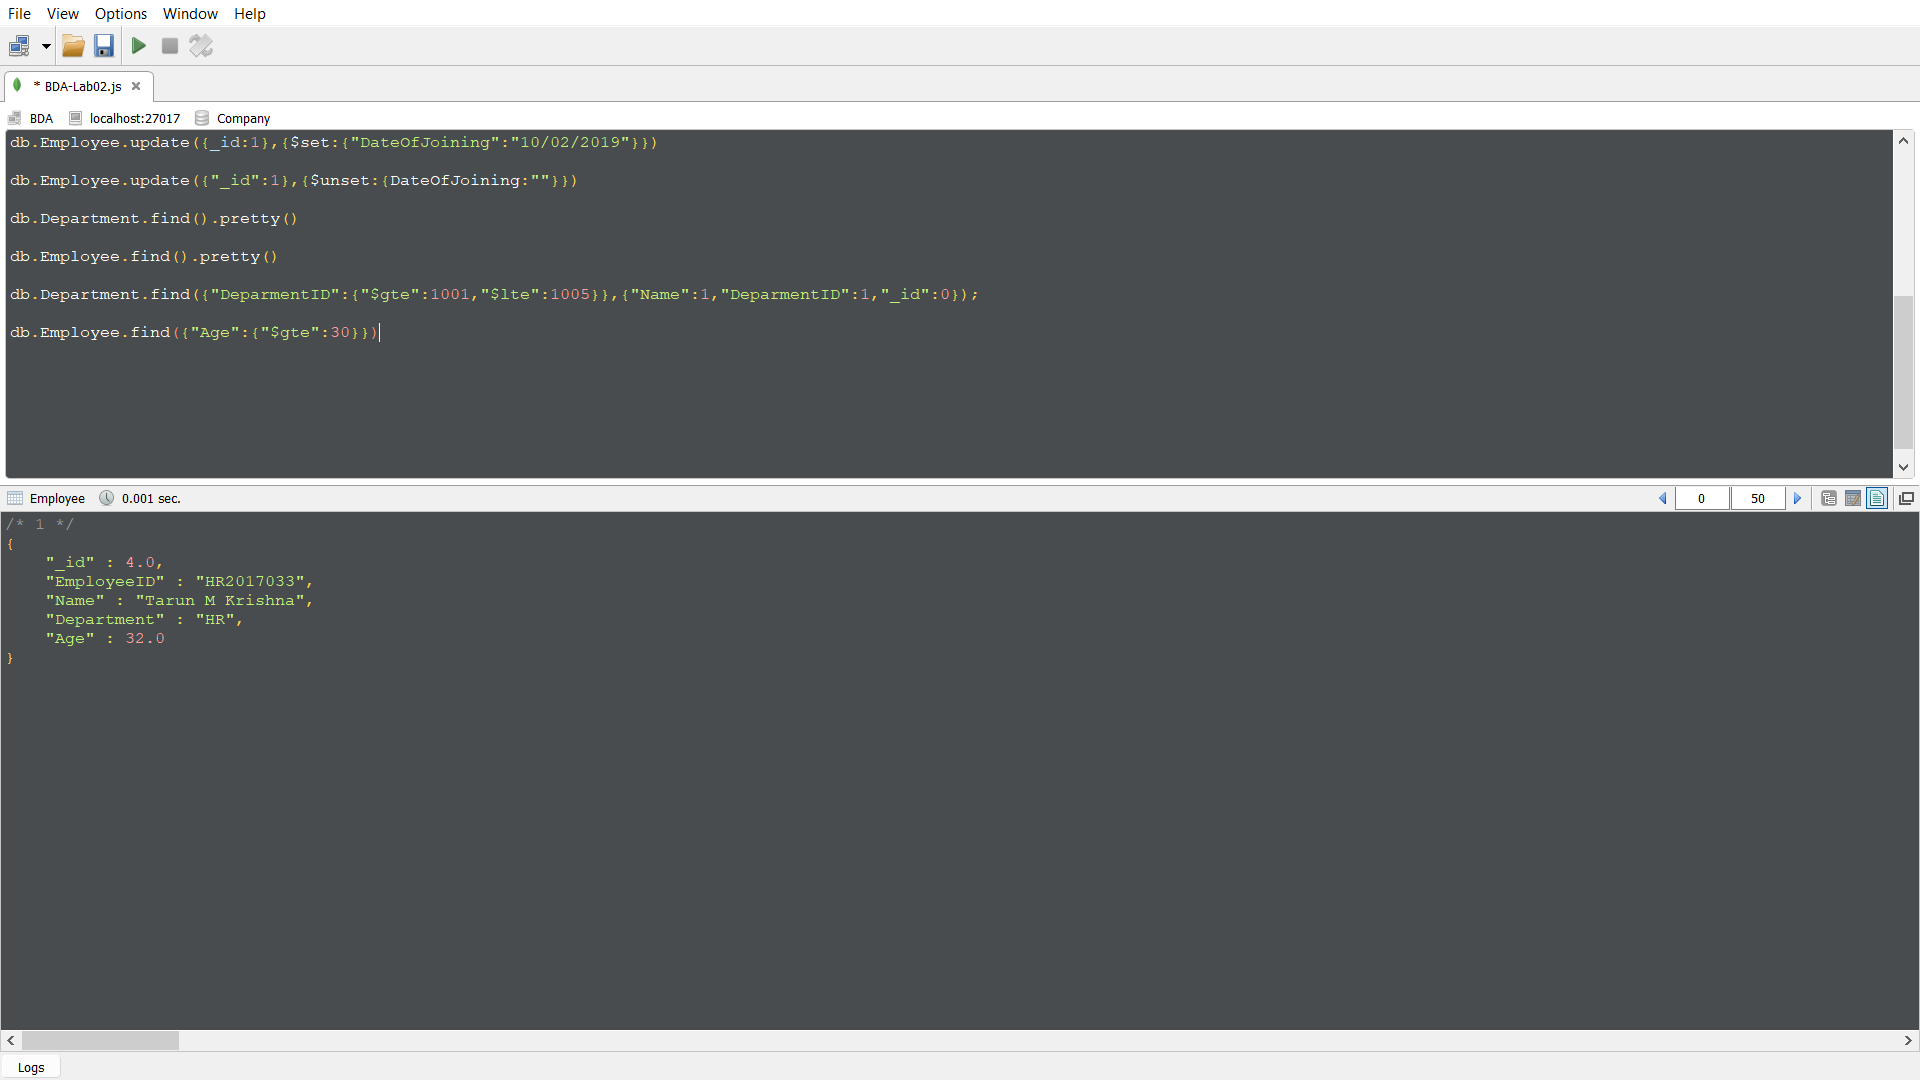 File View Options Window Help
* BDA-Lab02.js
BDA localhost:27017 Company
db.Employee.update({_id:1},{$set:{"DateOfJoining":"10/02/2019"}})
db.Employee.update({"_id":1},{$unset:{DateOfJoining:""}})
db.Department.find().pretty()
db.Employee.find().pretty()
db.Department.find({"DeparmentID":{"$gte":1001,"$lte":1005}},{"Name":1,"DeparmentID":1,"_id":0});
db.Employee.find({"Age":{"$gte":30}})
Employee 0.001 sec. 0 50
/* 1 */
{
"_id" : 4.0,
"EmployeeID" : "HR2017033",
"Name" : "Tarun M Krishna",
"Department" : "HR",
"Age" : 32.0
}
Logs